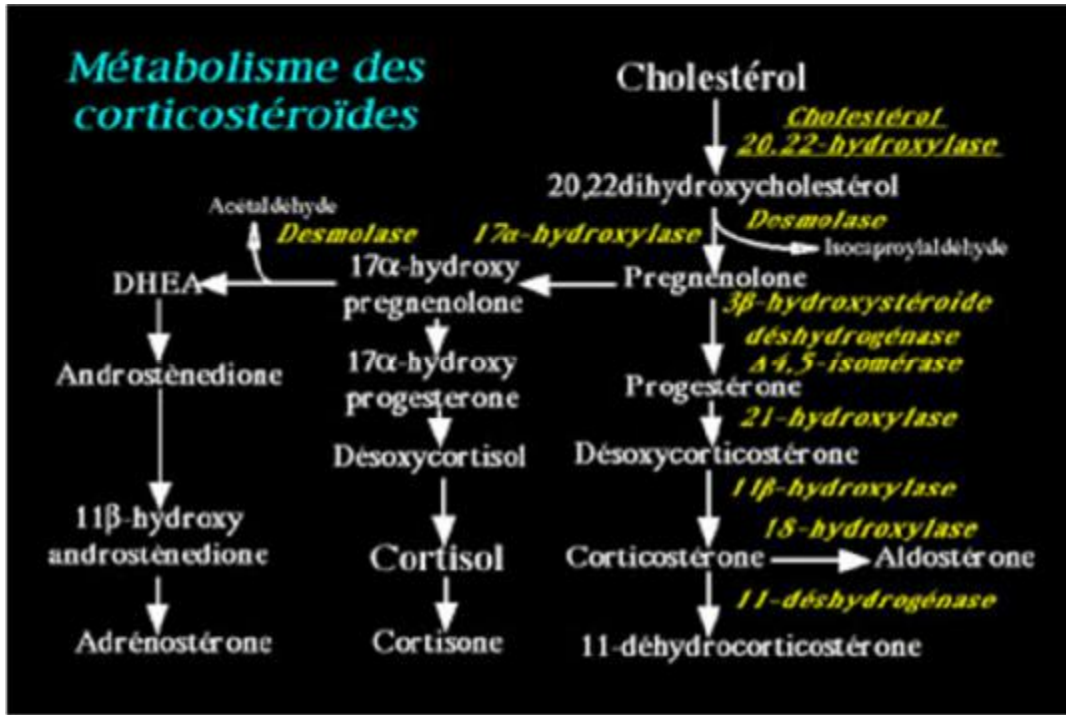 Métabolisme des
corticostéroïdes
Cholestérol
Cholestérol
20,22-hydroxylase
20,22dihydroxycholestérol
Acétaldéhyde
Desmolase
17α-hydroxylase
Desmolase
Isocaproylaldéhyde
DHEA
17α-hydroxy
pregnenolone
Pregnenolone
3β-hydroxystéroide
déshydrogénase
Δ4,5-isomérase
Androstènedione
17α-hydroxy
progesterone
Progestérone
21-hydroxylase
Désoxycortisol
Désoxycorticostérone
11β-hydroxylase
11β-hydroxy
androstènedione
18-hydroxylase
Cortisol
Corticostérone
Aldostérone
11-déshydrogénase
Adrénostérone
Cortisone
11-déhydrocorticostérone